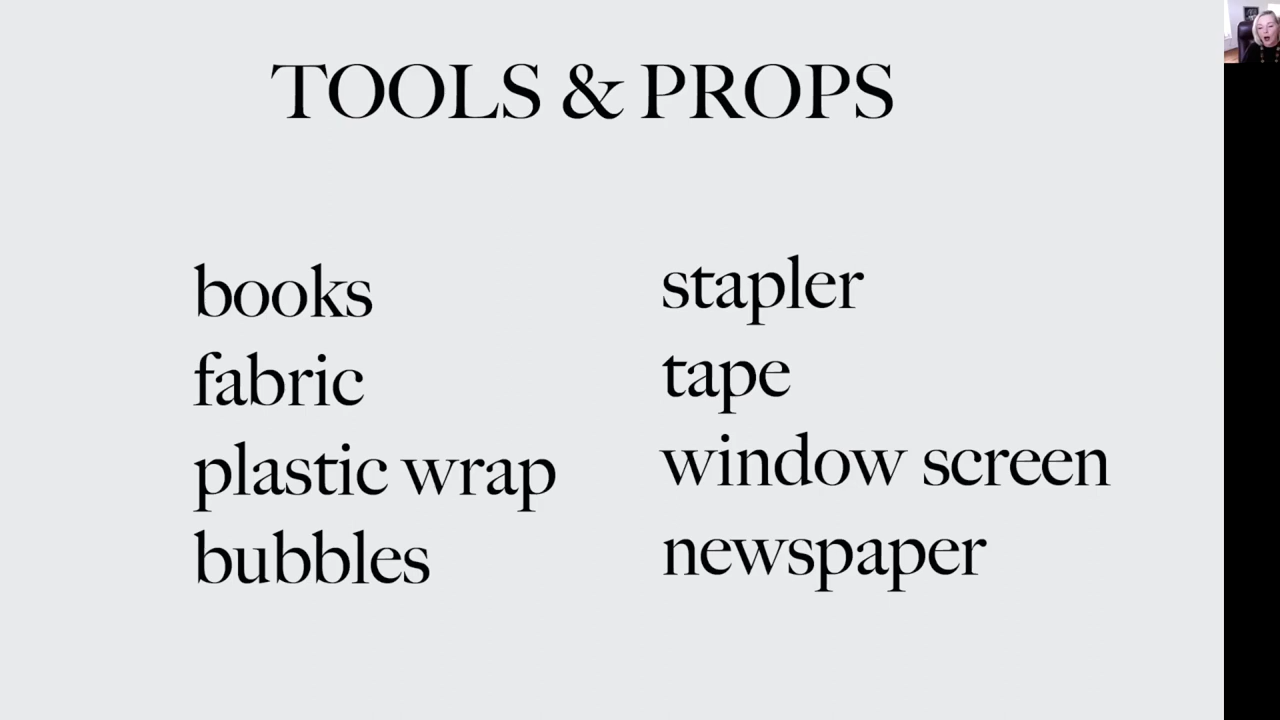 TOOLS & PROPS
books
fabric
plastic wrap
bubbles
stapler
tape
window screen
newspaper